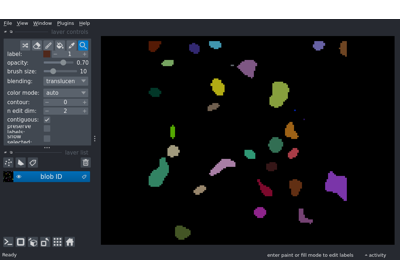 File View Window Plugins Help
layer controls
label: 1
opacity: 0.70
brush size: 10
blending: translucen
color mode: auto
contour: 0
n edit dim: 2
contiguous:
preserve
labels:
show
selected:
layer list
blob ID
Ready enter paint or fill mode to edit labels activity